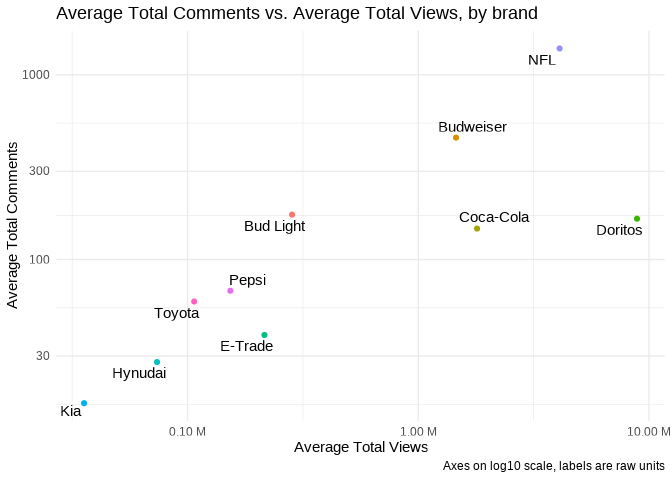 Average Total Comments vs. Average Total Views, by brand
NFL
1000
Budweiser
300
Coca-Cola
Bud Light
Doritos
Average Total Comments
100
Pepsi
Toyota
E-Trade
30
Hynudai
Kia
0.10 M
1.00 M
10.00 M
Average Total Views
Axes on log10 scale, labels are raw units